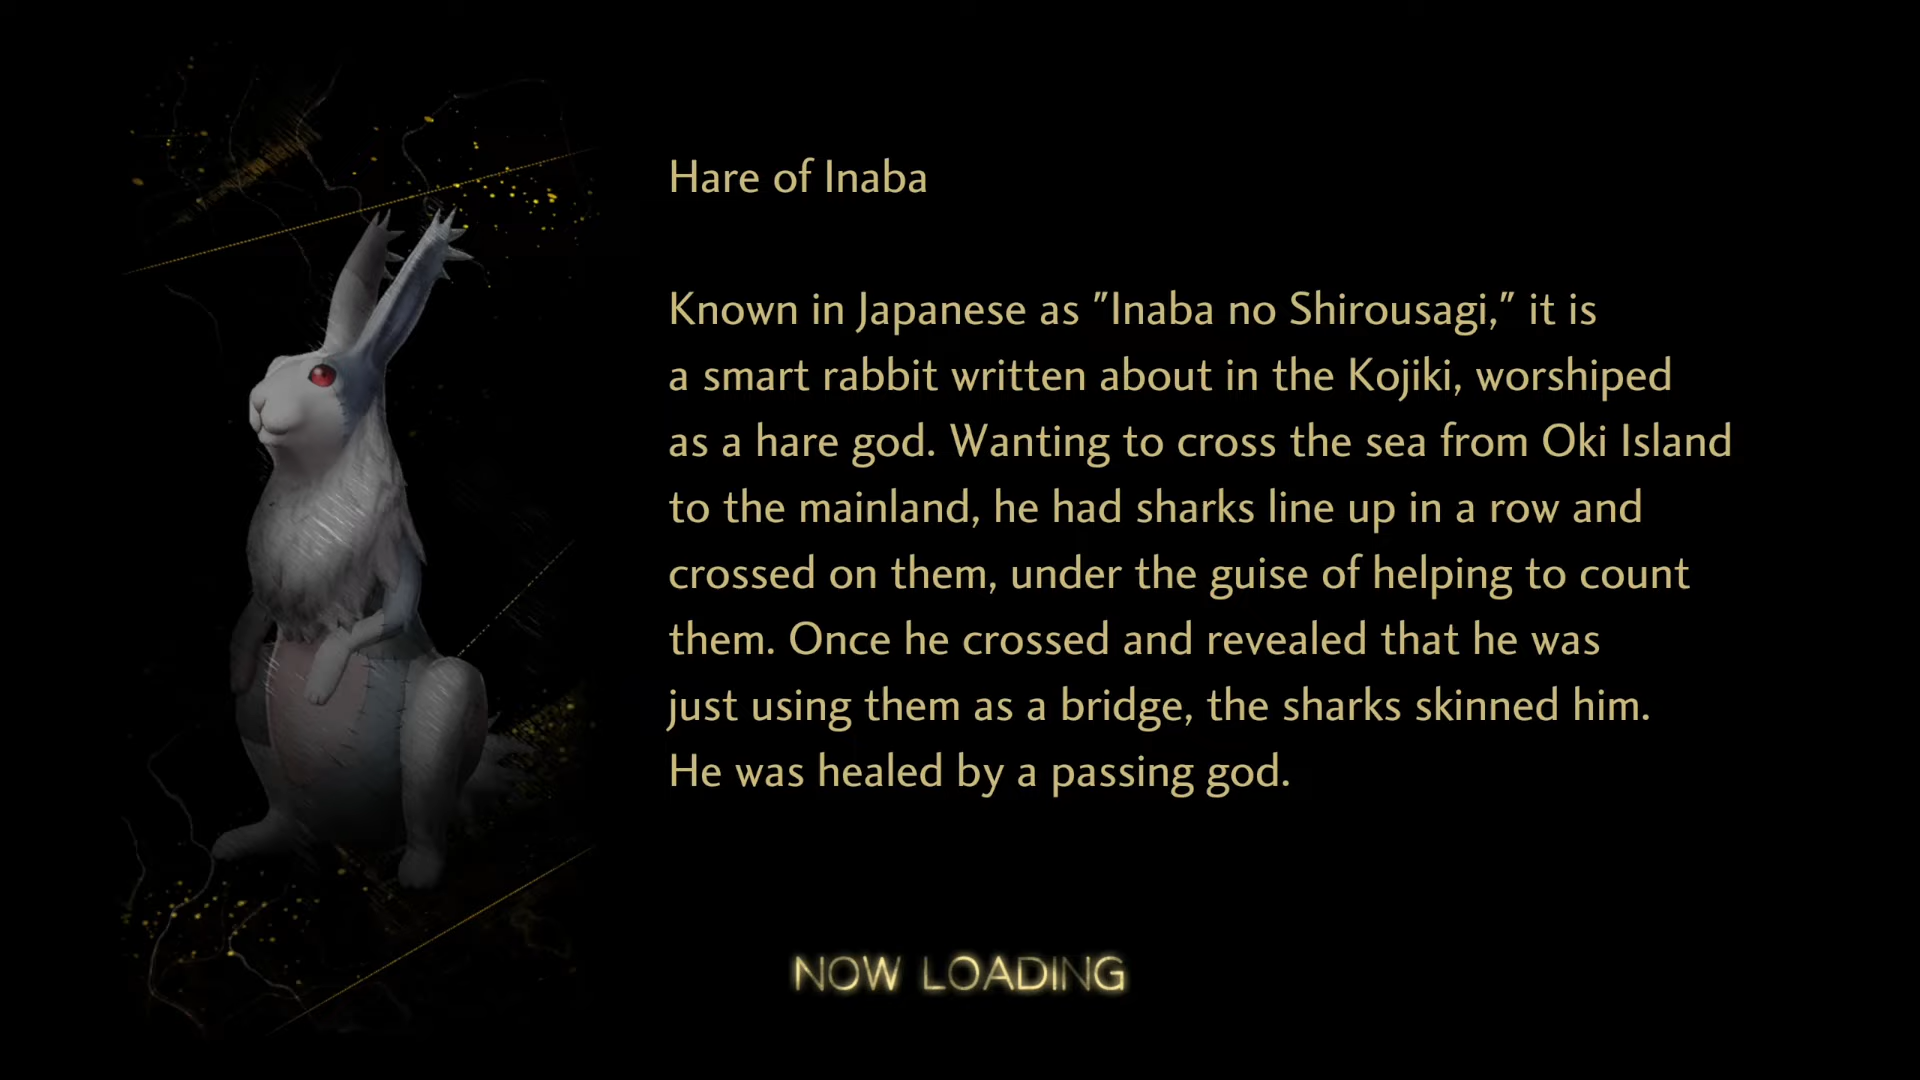 Hare of Inaba
Known in Japanese as "Inaba no Shirousagi," it is
a smart rabbit written about in the Kojiki, worshiped
as a hare god. Wanting to cross the sea from Oki Island
to the mainland, he had sharks line up in a row and
crossed on them, under the guise of helping to count
them. Once he crossed and revealed that he was
just using them as a bridge, the sharks skinned him.
He was healed by a passing god.
NOW LOADING